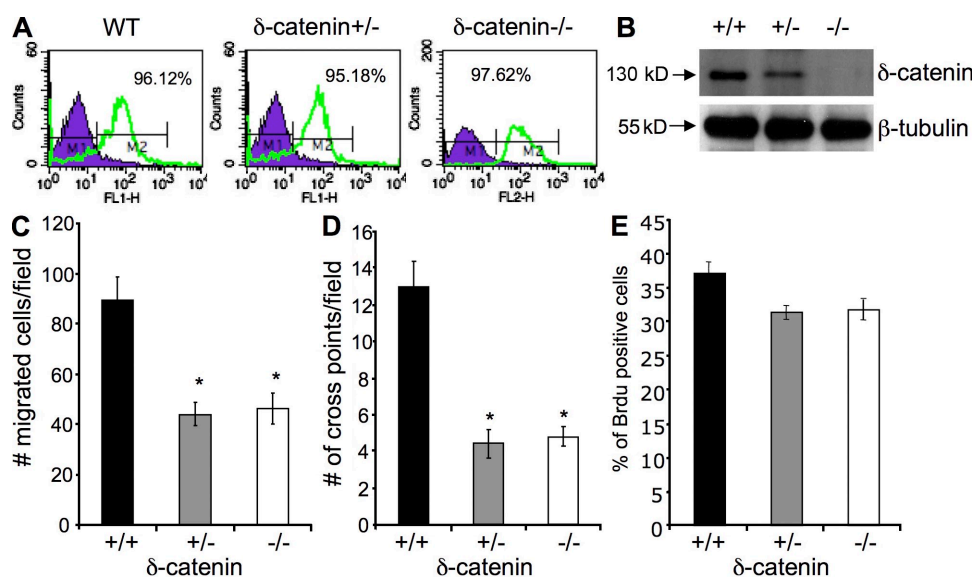 A
WT
δ-catenin+/-
δ-catenin-/-
60
Counts
0
96.12%
M1
M2
10^0 10^1 10^2 10^3 10^4
FL1-H
60
Counts
0
95.18%
M1
M2
10^0 10^1 10^2 10^3 10^4
FL1-H
200
Counts
0
97.62%
M1
M2
10^0 10^1 10^2 10^3 10^4
FL2-H
B
+/+ +/- -/-
130 kD
δ-catenin
55 kD
β-tubulin
C
# migrated cells/field
120
100
80
60
40
20
0
*
*
+/+ +/- -/-
δ-catenin
D
# of cross points/field
16
14
12
10
8
6
4
2
0
*
*
+/+ +/- -/-
δ-catenin
E
% of Brdu positive cells
45
40
35
30
25
20
15
10
5
0
+/+ +/- -/-
δ-catenin